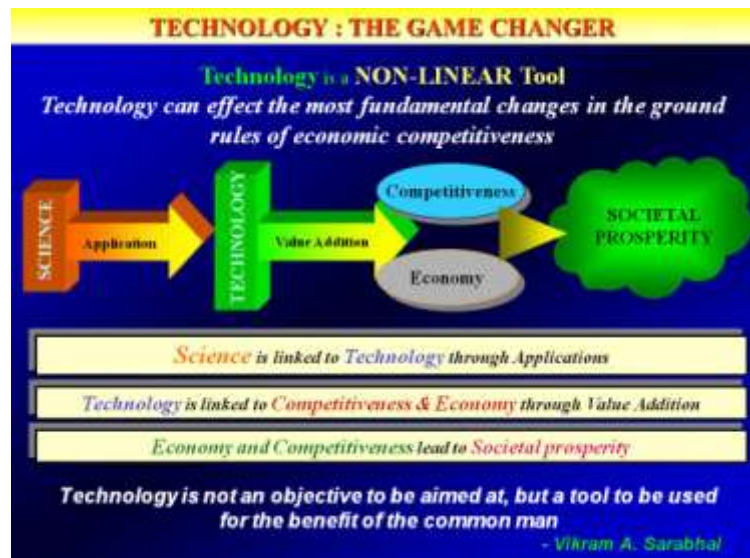 TECHNOLOGY : THE GAME CHANGER
Technology is a NON-LINEAR Tool
Technology can effect the most fundamental changes in the ground
rules of economic competitiveness
SCIENCE
Application
TECHNOLOGY
Value Addition
Competitiveness
Economy
SOCIETAL
PROSPERITY
Science is linked to Technology through Applications
Technology is linked to Competitiveness & Economy through Value Addition
Economy and Competitiveness lead to Societal prosperity
Technology is not an objective to be aimed at, but a tool to be used
for the benefit of the common man
- Vikram A. Sarabhai